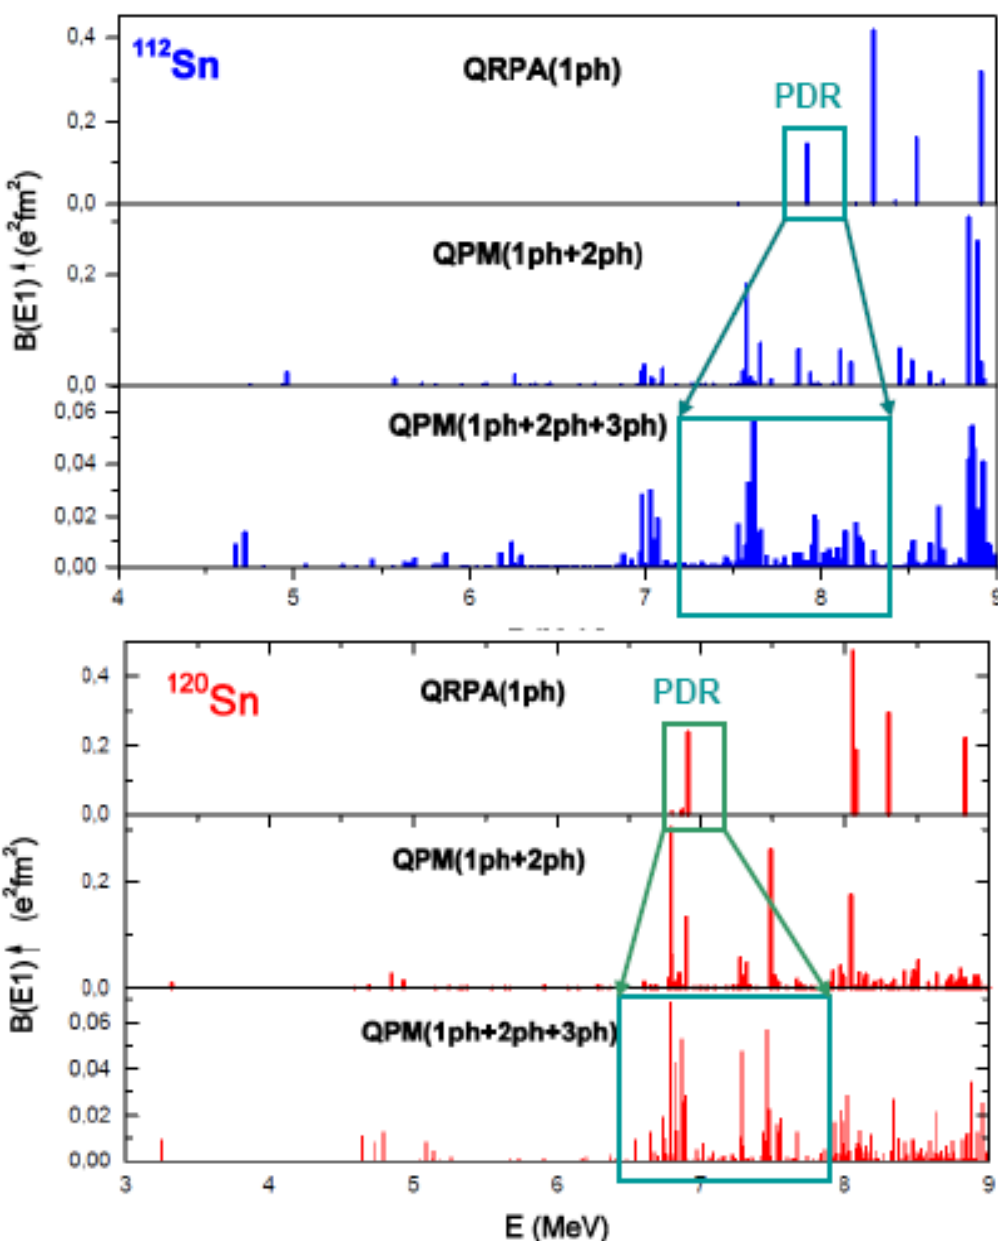 ¹¹²Sn
QRPA(1ph)
PDR
0,4
0,2
0,0
QPM(1ph+2ph)
0,2
0,0
QPM(1ph+2ph+3ph)
0,06
0,04
0,02
0,00
B(E1)↑(e²fm²)
4 5 6 7 8 9
¹²⁰Sn
QRPA(1ph)
PDR
0,4
0,2
0,0
QPM(1ph+2ph)
0,2
0,0
QPM(1ph+2ph+3ph)
0,06
0,04
0,02
0,00
B(E1)↑ (e²fm²)
3 4 5 6 7 8 9
E (MeV)